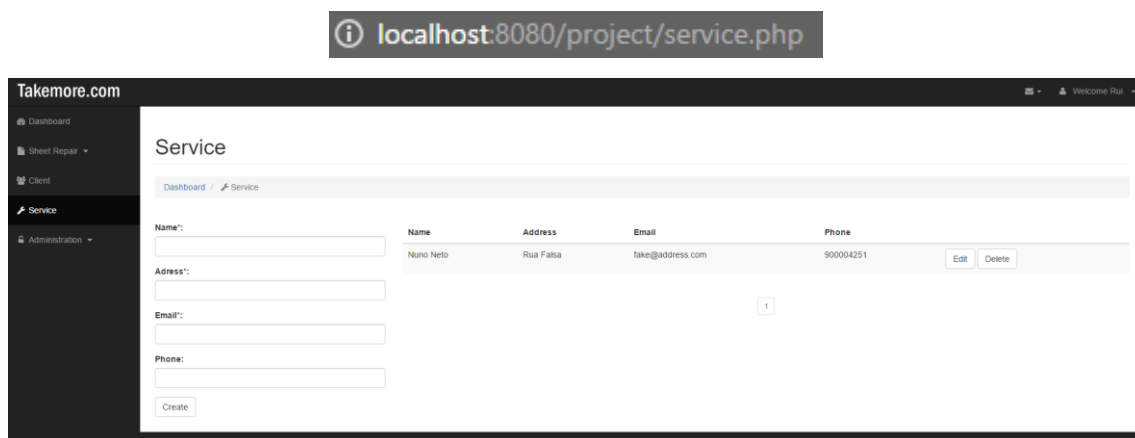 localhost:8080/project/service.php
Takemore.com
Welcome Rui
Dashboard
Sheet Repair
Client
Service
Administration
Service
Dashboard / Service
Name*:
Adress*:
Email*:
Phone:
Create
Name Address Email Phone
Nuno Neto Rua Falsa fake@address.com 900004251 Edit Delete
1